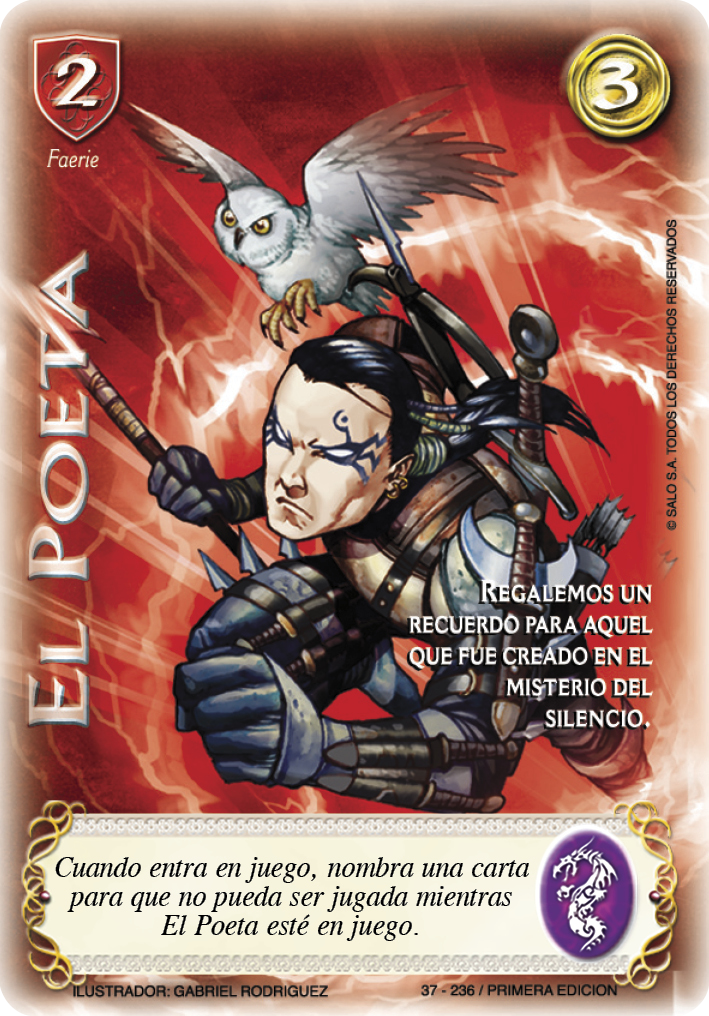 2
3
Faerie
EL POETA
© SALO S.A. TODOS LOS DERECHOS RESERVADOS
REGALEMOS UN
RECUERDO PARA AQUEL
QUE FUE CREADO EN EL
MISTERIO DEL
SILENCIO.
Cuando entra en juego, nombra una carta
para que no pueda ser jugada mientras
El Poeta esté en juego.
ILUSTRADOR: GABRIEL RODRIGUEZ
37 - 236 / PRIMERA EDICION